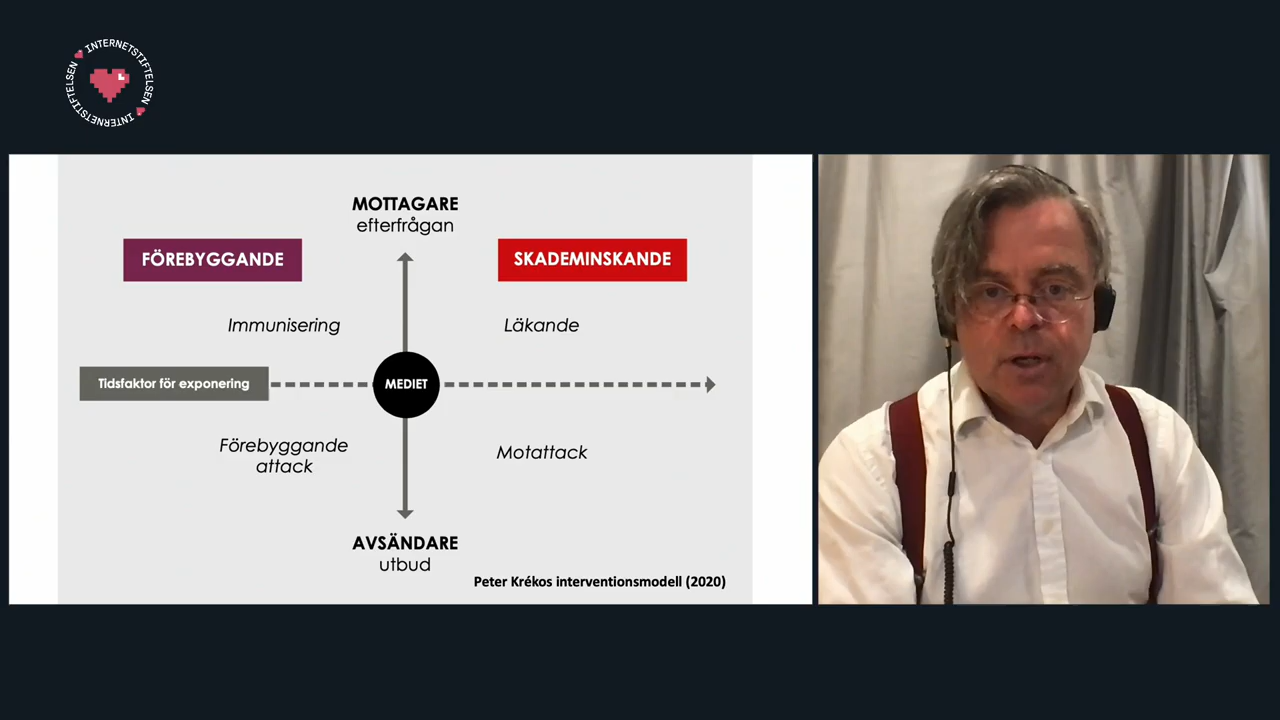 INTERNETSTIFTELSEN
INTERNETSTIFTELSEN
MOTTAGARE
efterfrågan
FÖREBYGGANDE
SKADEMINSKANDE
Immunisering
Läkande
Tidsfaktor för exponering
MEDIET
Förebyggande
attack
Motattack
AVSÄNDARE
utbud
Peter Krékos interventionsmodell (2020)